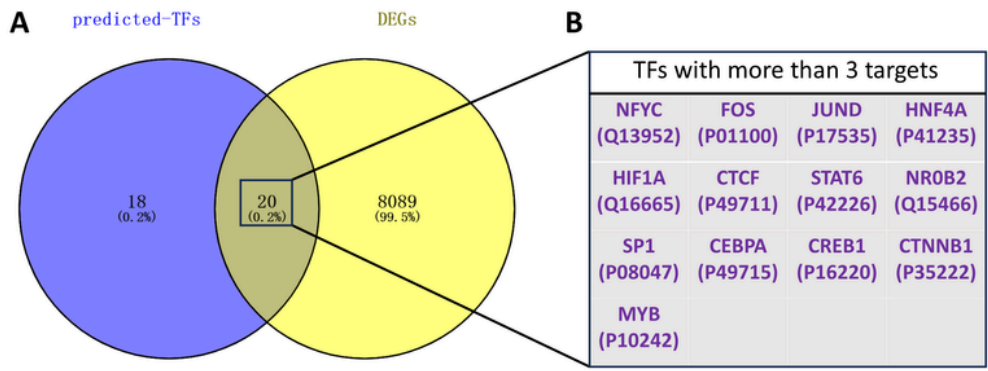 A
predicted-TFs
DEGs
B
18
(0.2%)
20
(0.2%)
8089
(99.5%)
TFs with more than 3 targets
NFYC FOS JUND HNF4A
(Q13952) (P01100) (P17535) (P41235)
HIF1A CTCF STAT6 NR0B2
(Q16665) (P49711) (P42226) (Q15466)
SP1 CEBPA CREB1 CTNNB1
(P08047) (P49715) (P16220) (P35222)
MYB
(P10242)